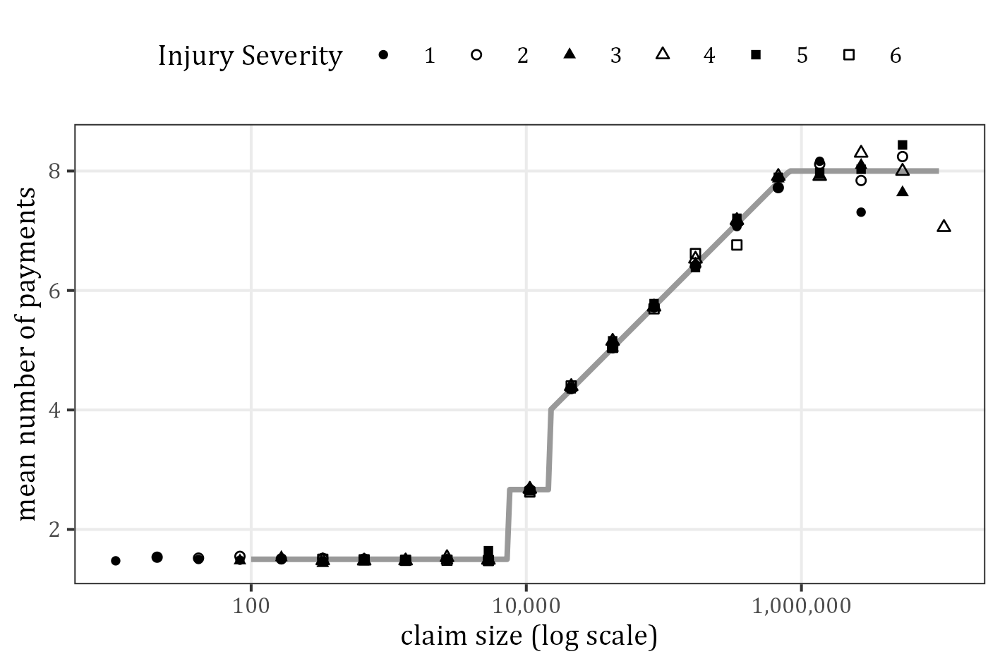 Injury Severity 1 2 3 4 5 6
8
6
4
2
mean number of payments
100 10,000 1,000,000
claim size (log scale)